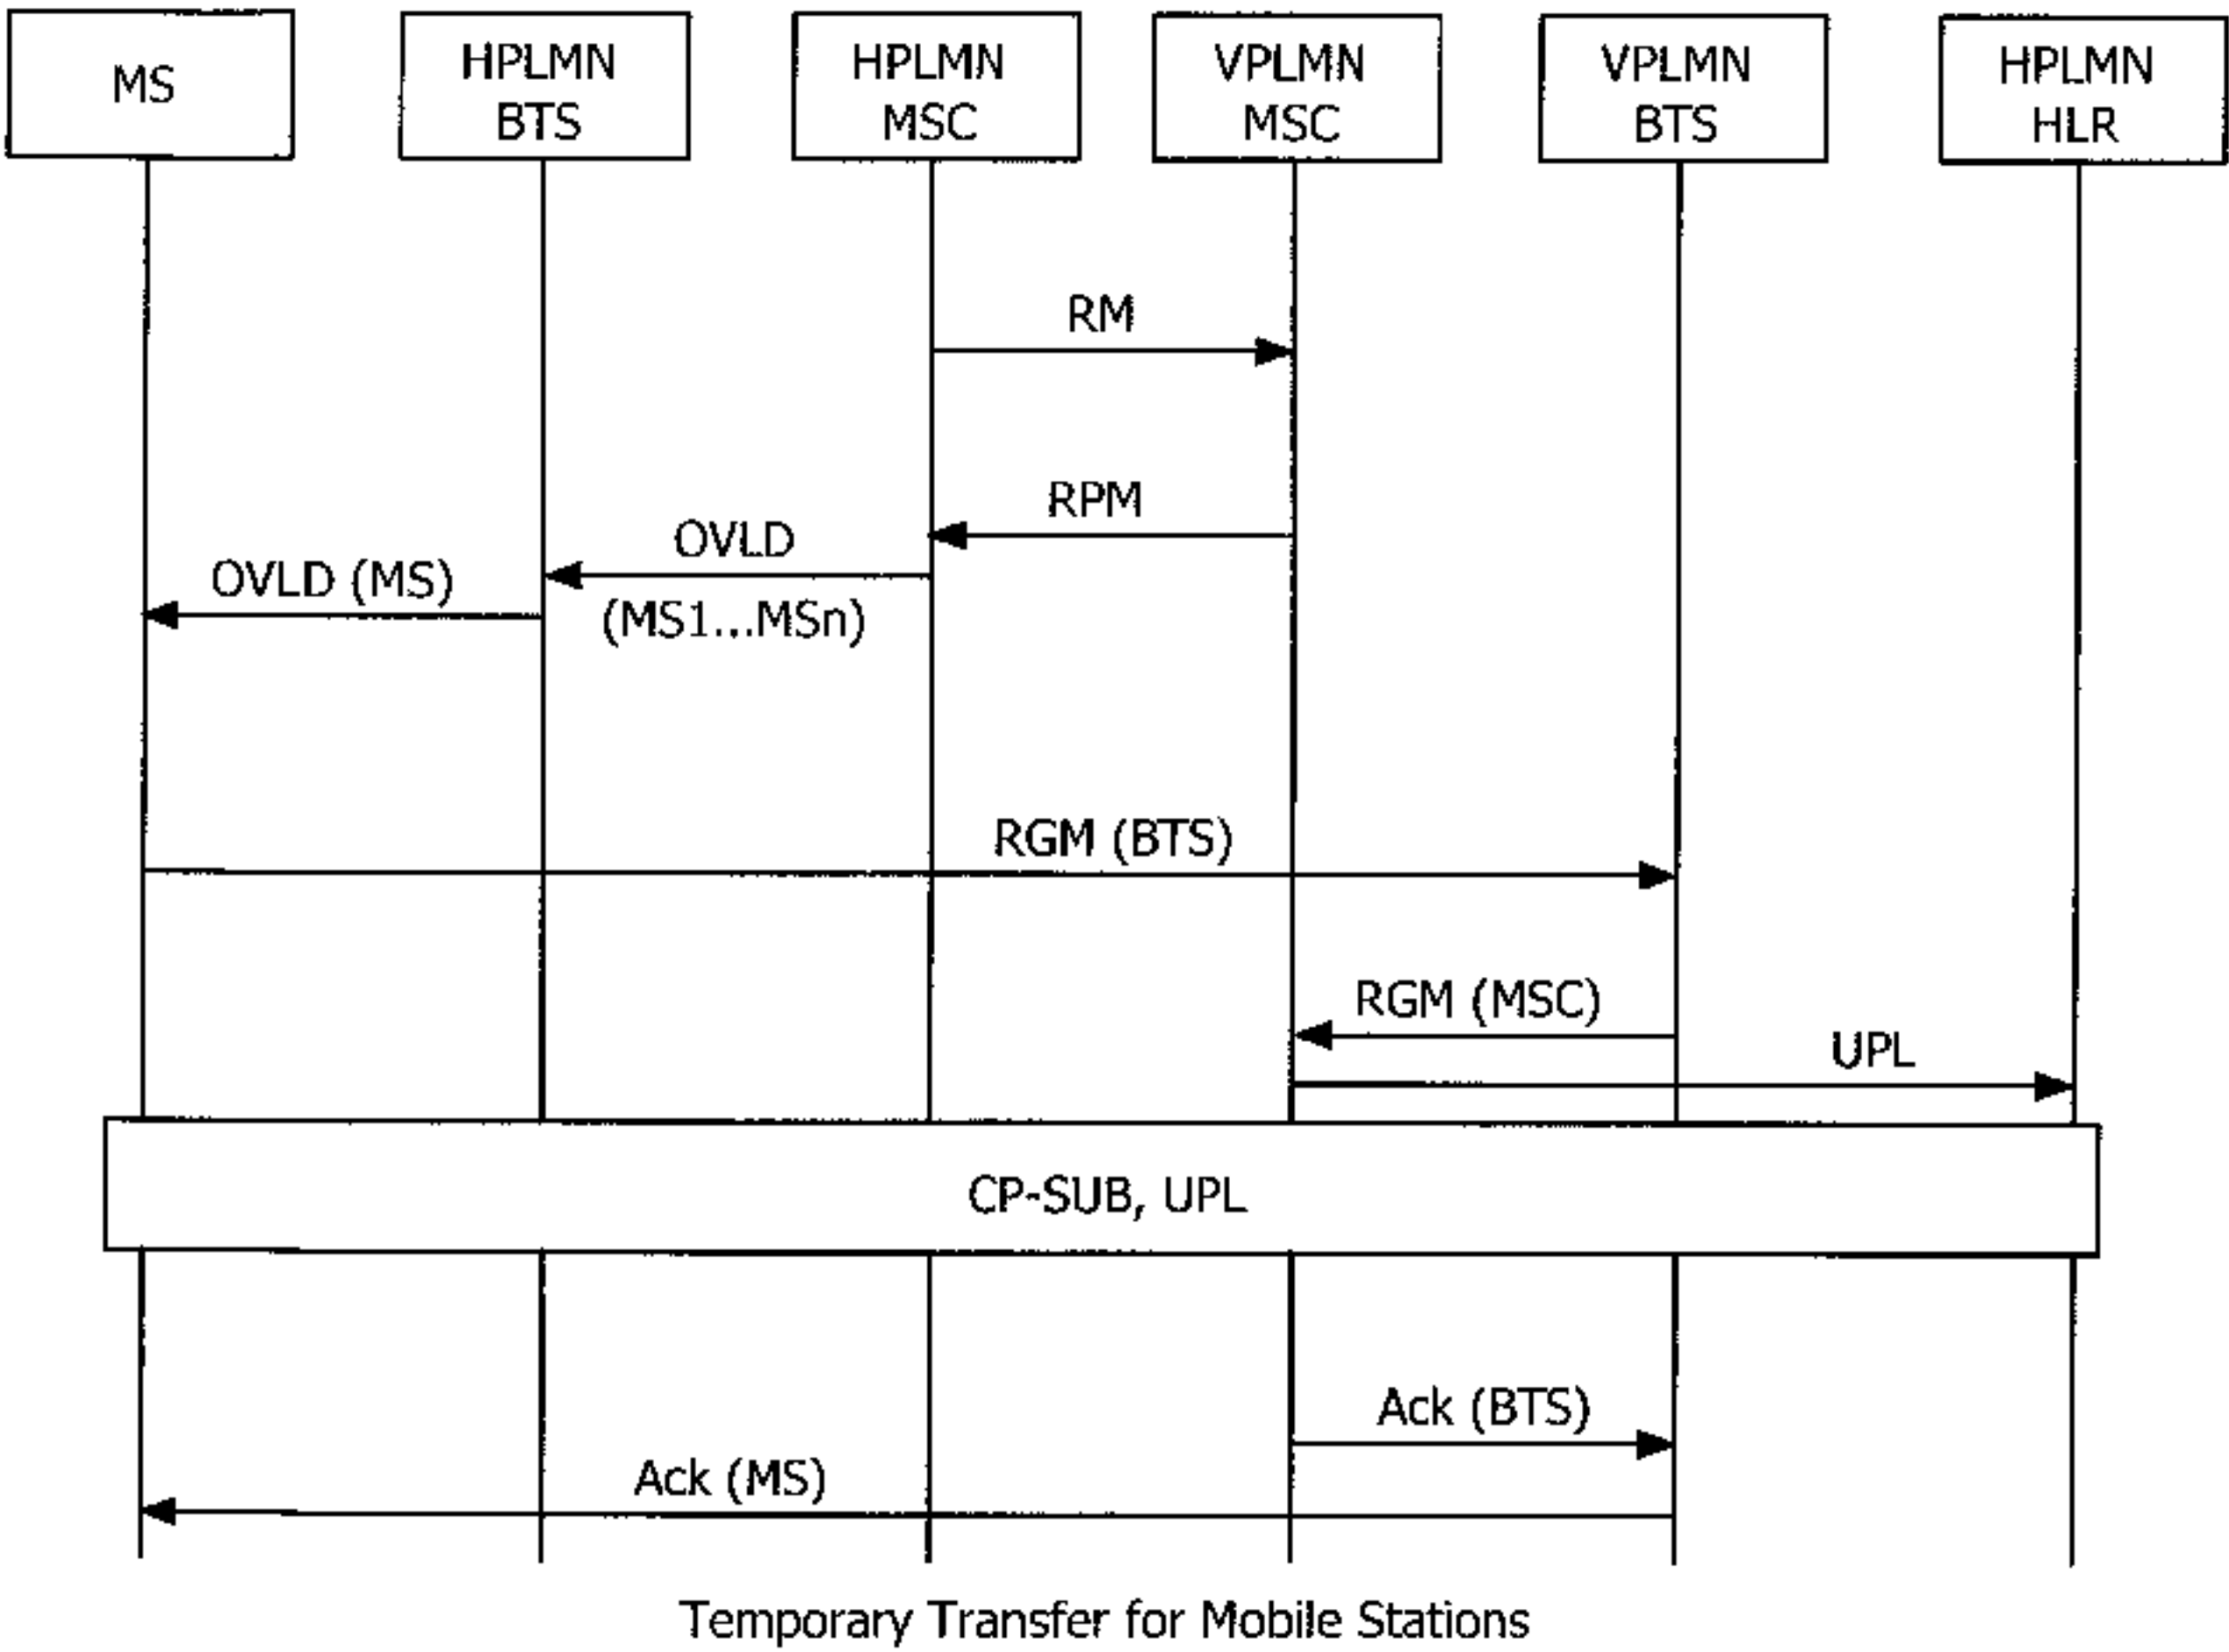 MS
HPLMN
BTS
HPLMN
MSC
VPLMN
MSC
VPLMN
BTS
HPLMN
HLR
RM
RPM
OVLD
(MS1...MSn)
OVLD (MS)
RGM (BTS)
RGM (MSC)
UPL
CP-SUB, UPL
Ack (BTS)
Ack (MS)
Temporary Transfer for Mobile Stations